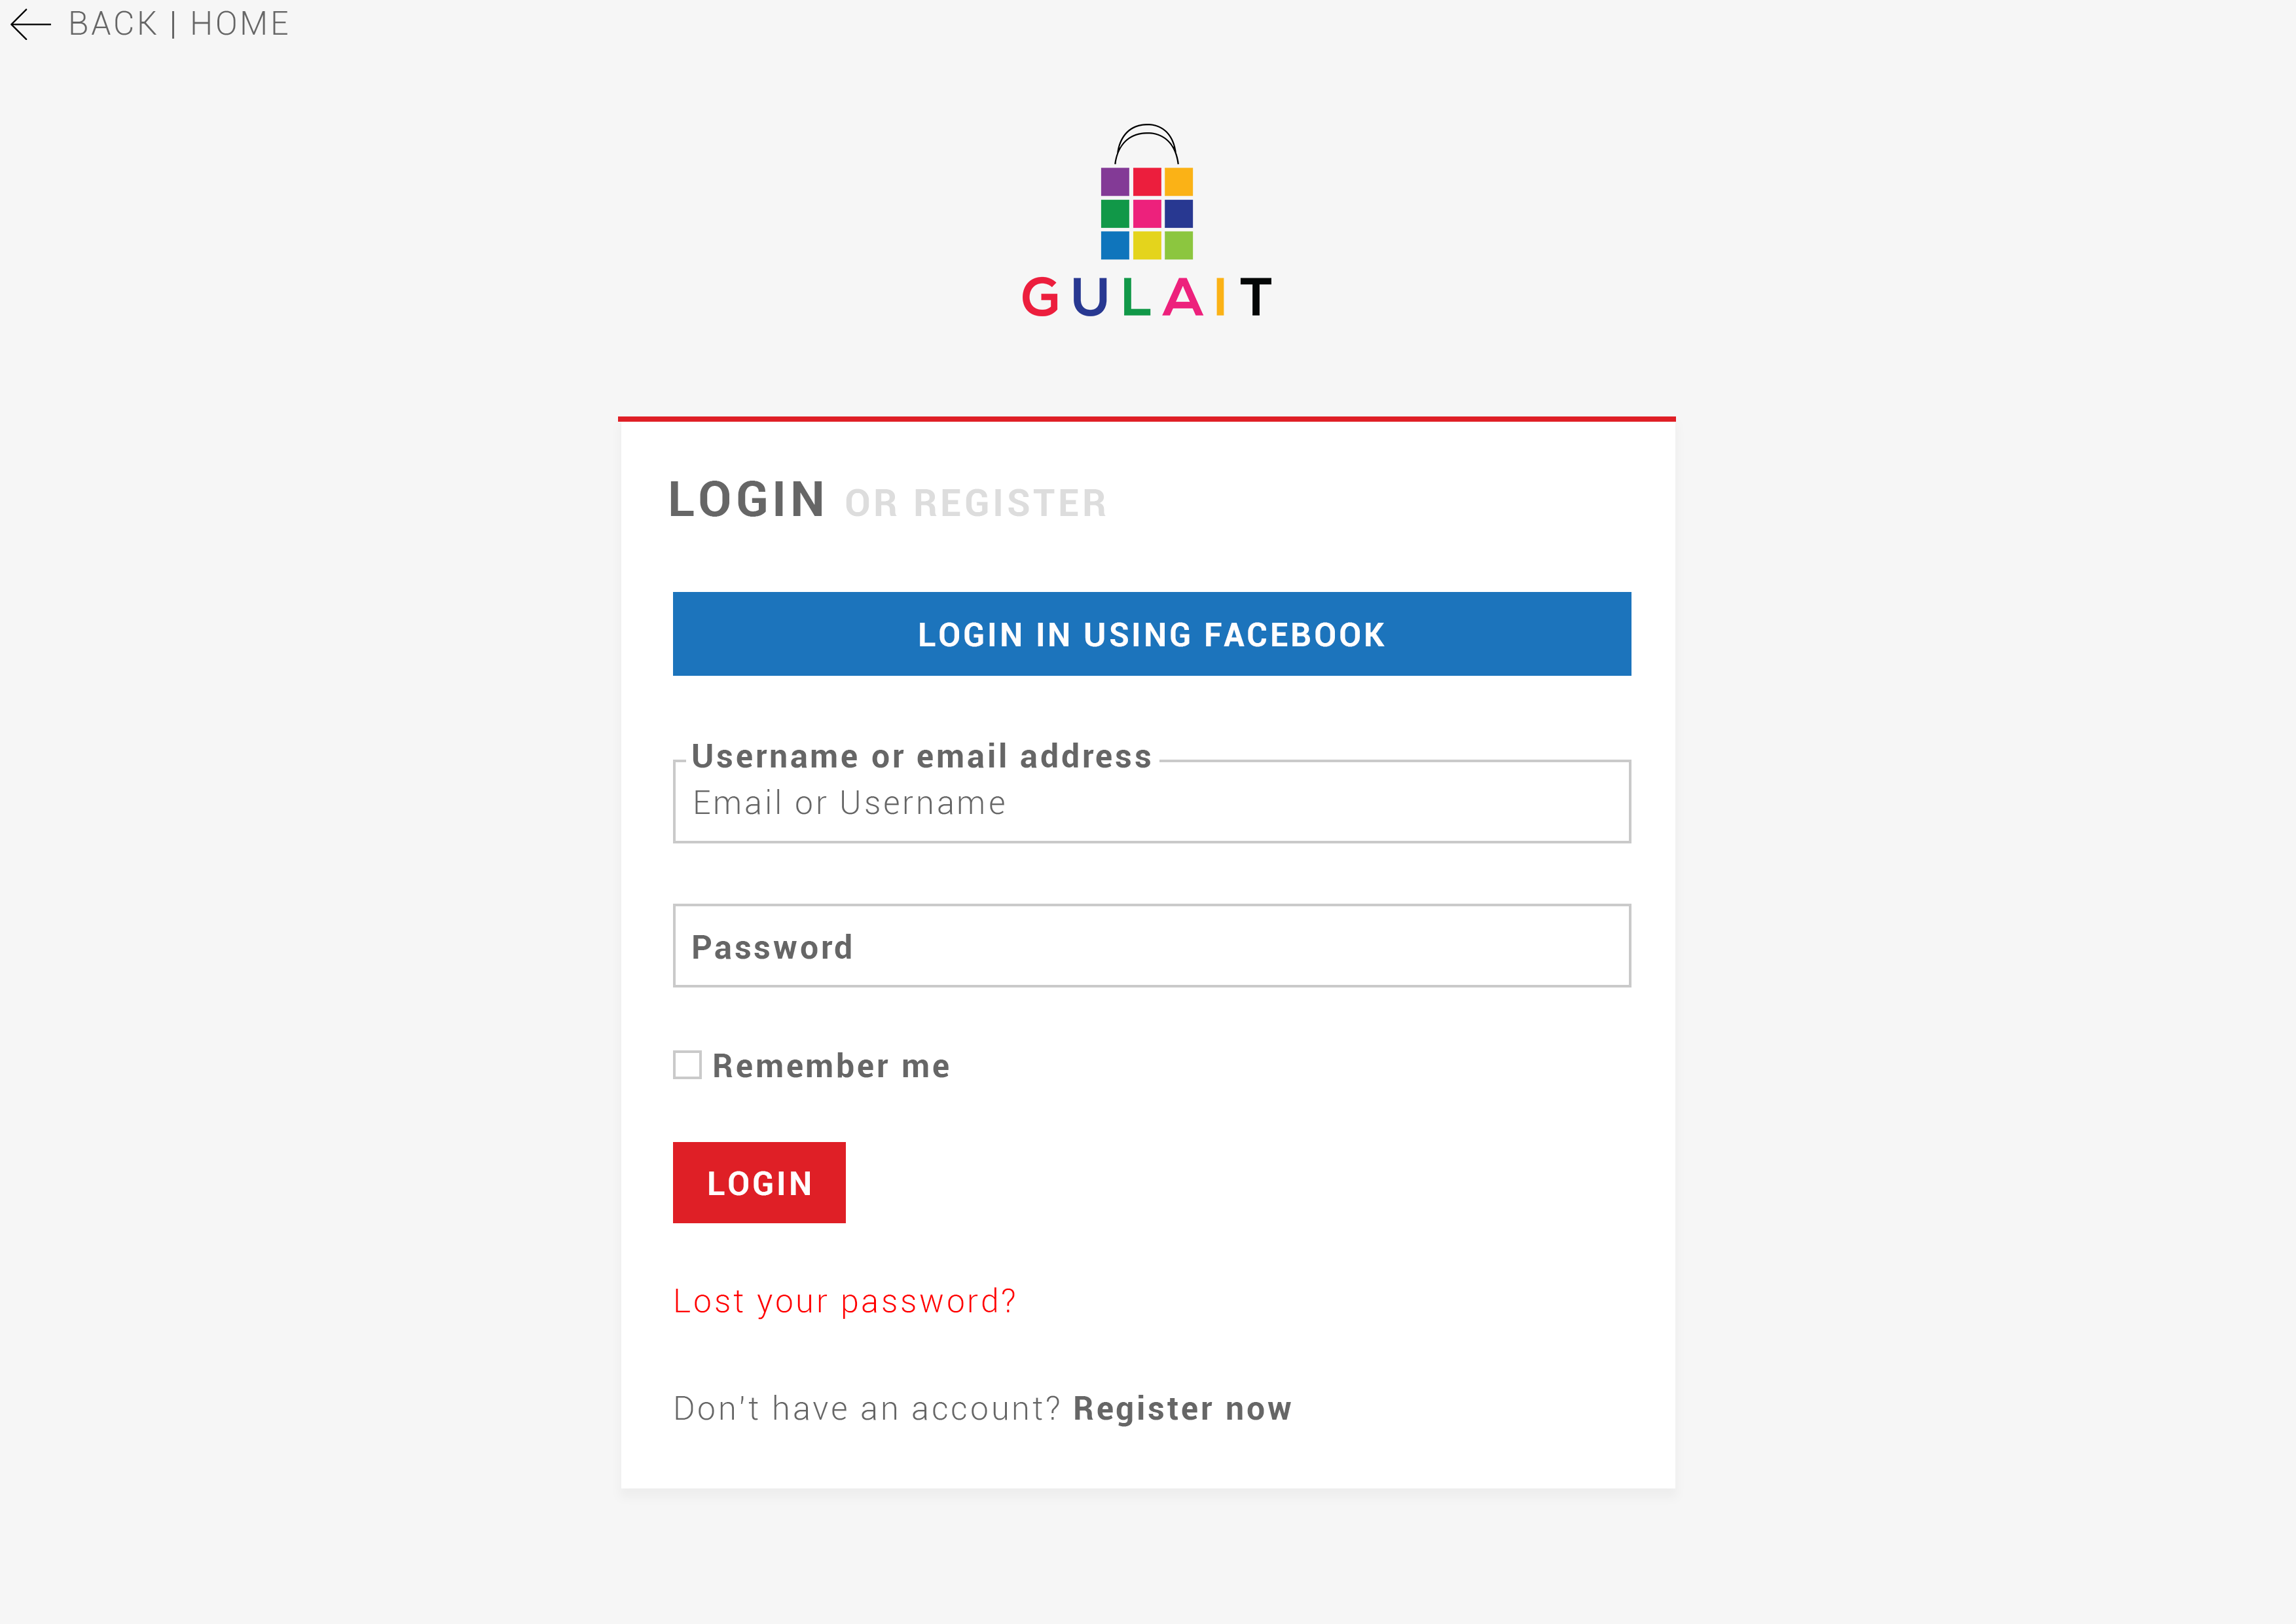 BACK | HOME
GULAIT
LOGIN OR REGISTER
LOGIN IN USING FACEBOOK
Username or email address
Email or Username
Password
Remember me
LOGIN
Lost your password?
Don't have an account? Register now